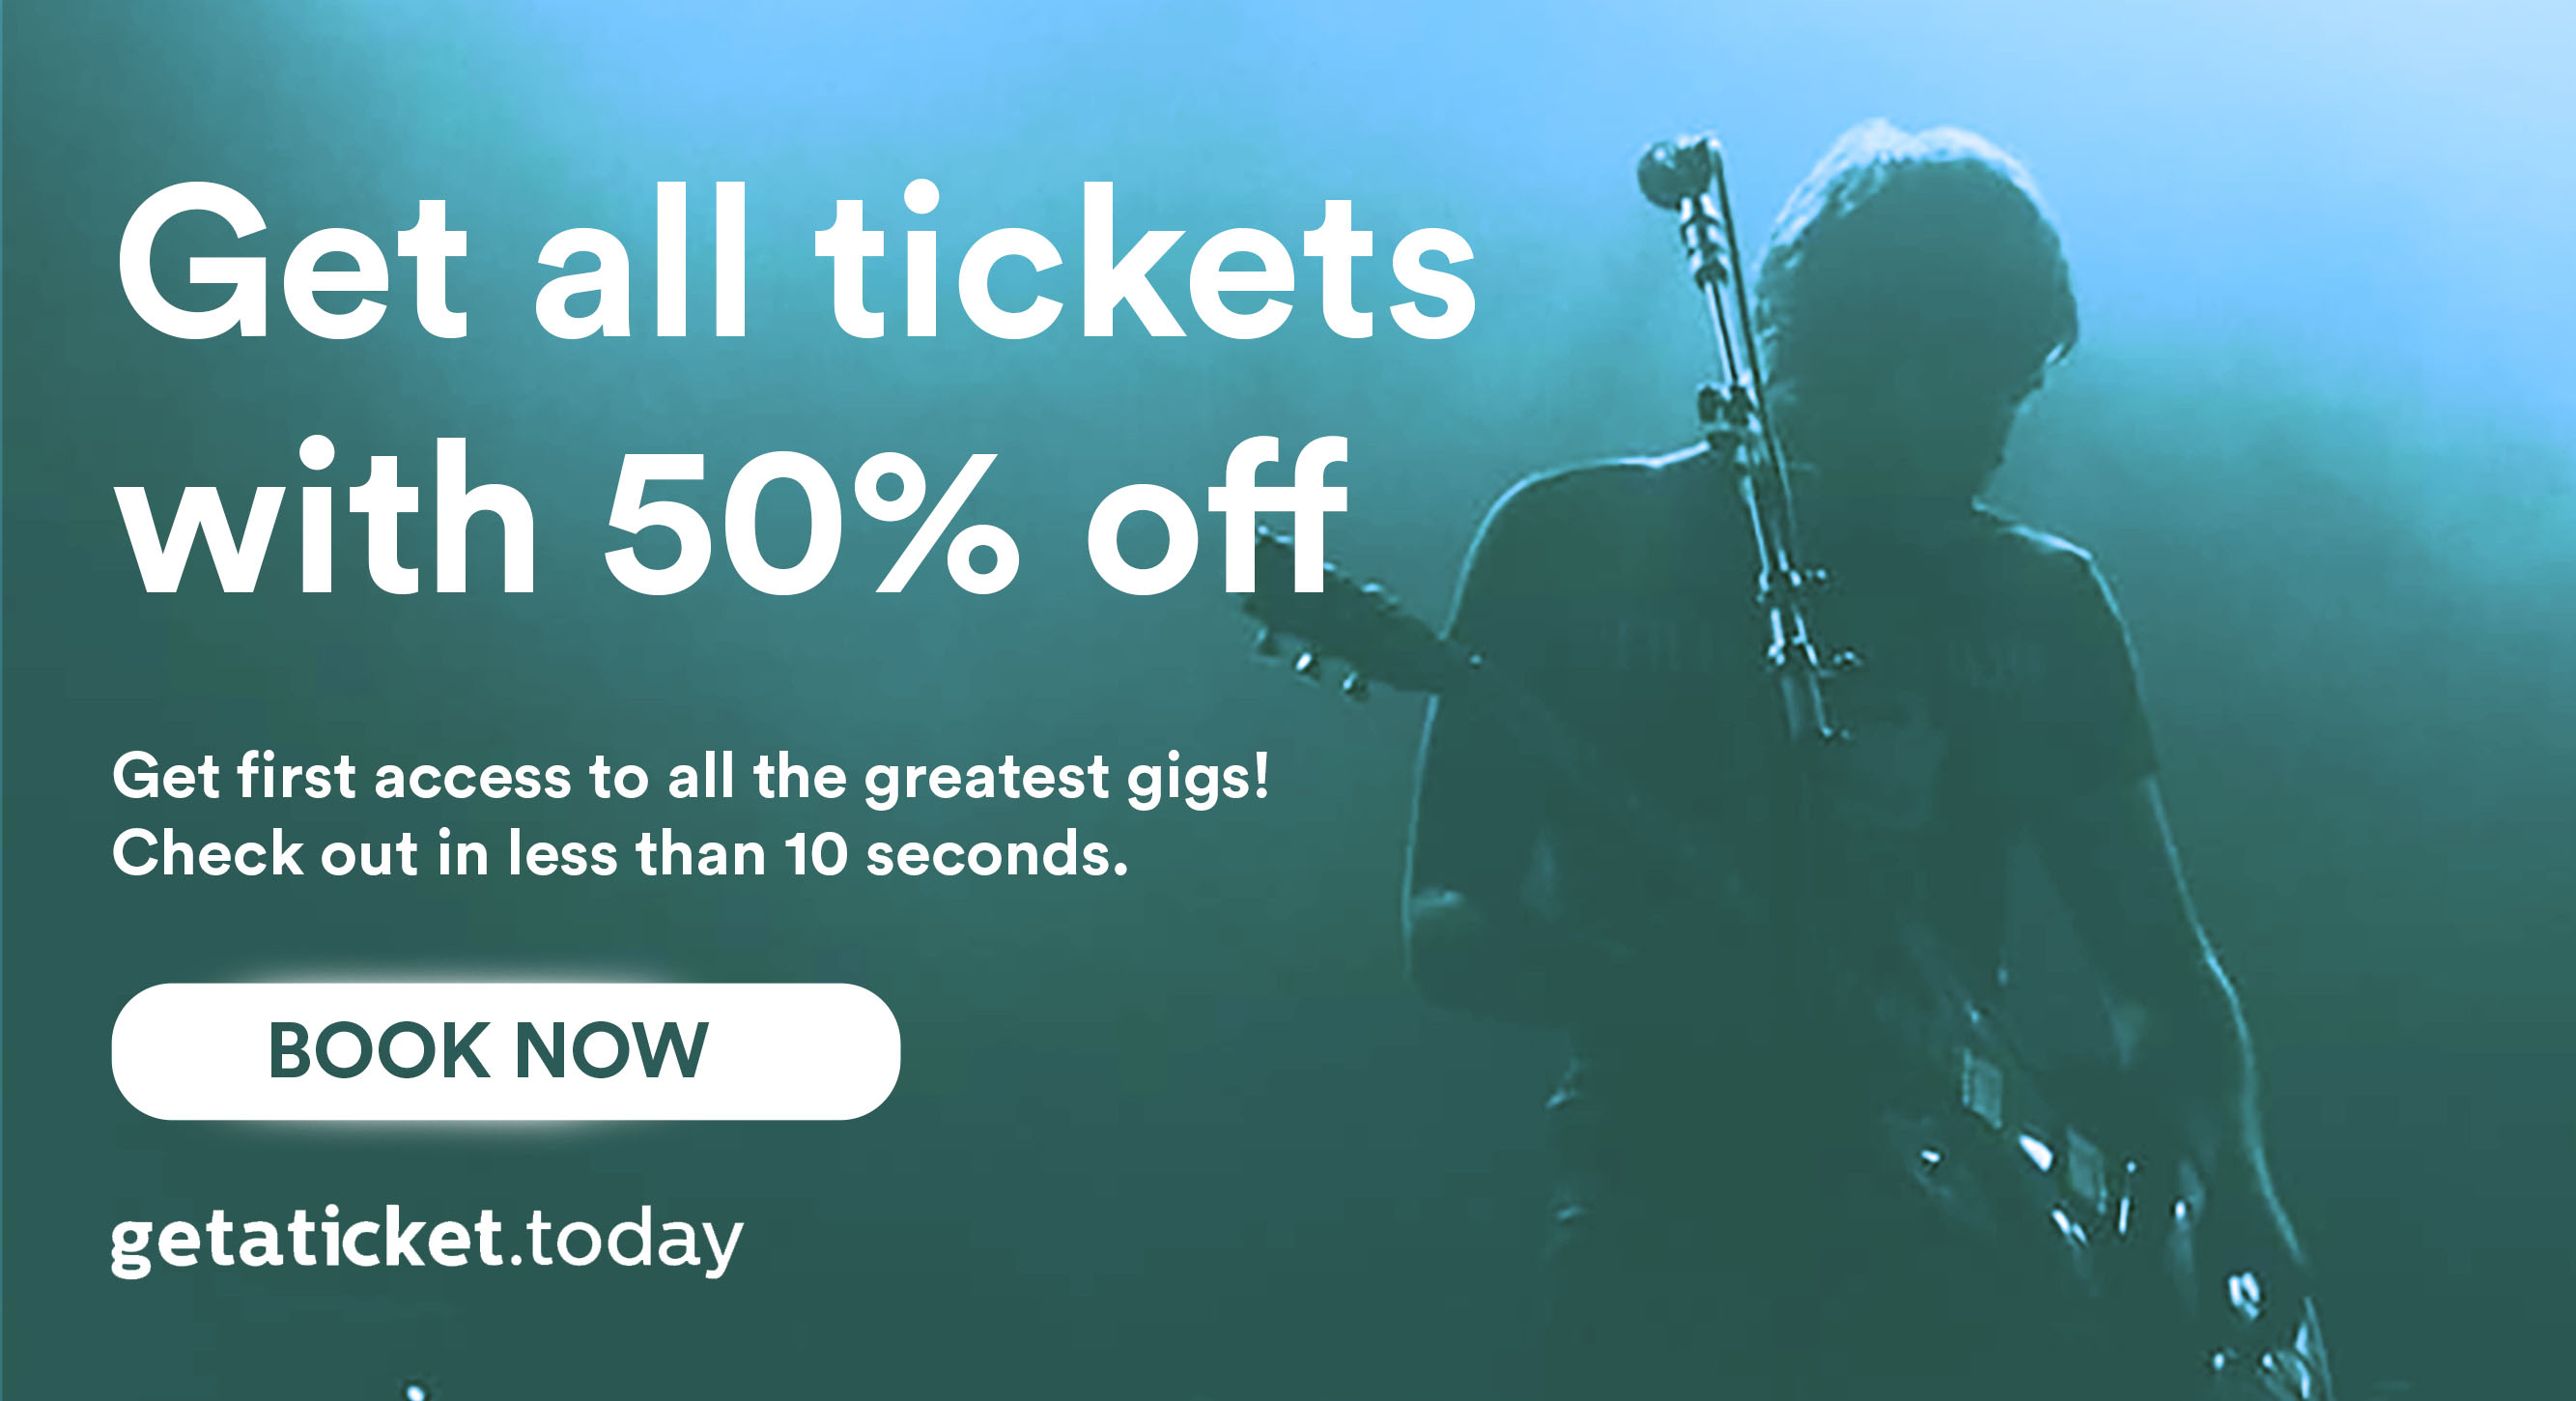 Get all tickets
with 50% off
Get first access to all the greatest gigs!
Check out in less than 10 seconds.
BOOK NOW
getaticket.today